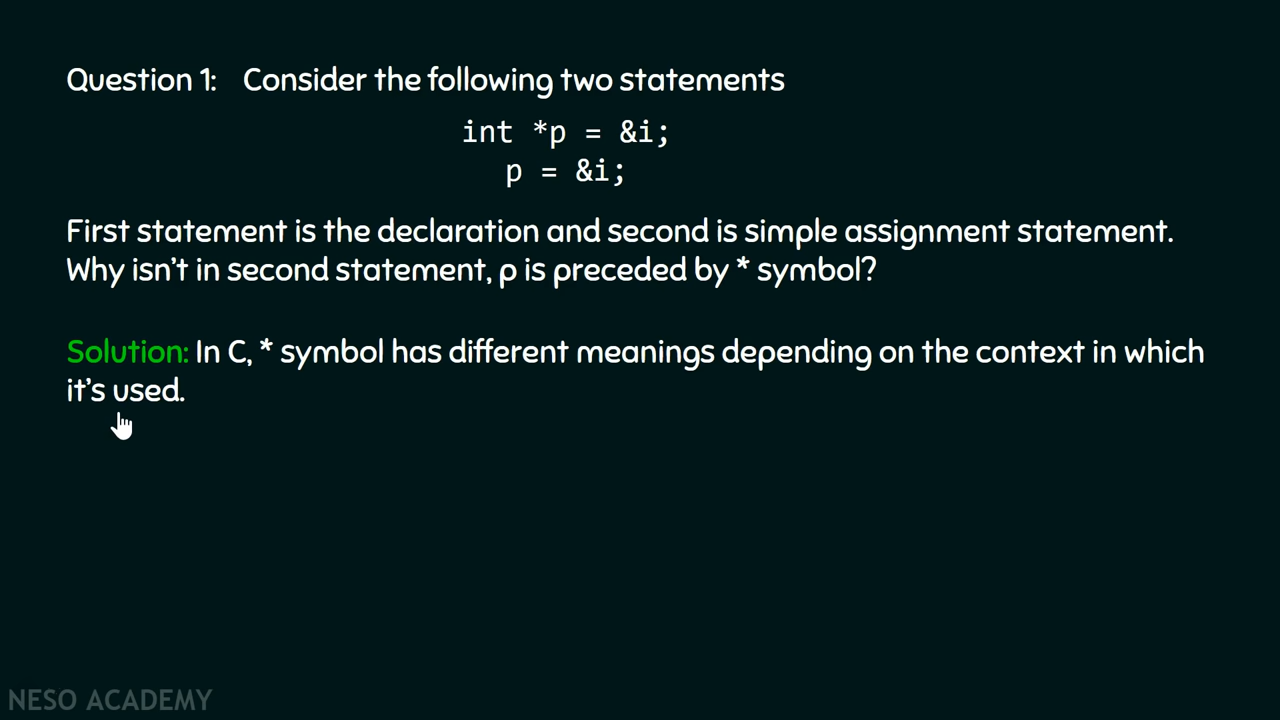 Question 1: Consider the following two statements
int *p = &i;
p = &i;
First statement is the declaration and second is simple assignment statement.
Why isn't in second statement, p is preceded by * symbol?
Solution: In C, * symbol has different meanings depending on the context in which
it's used.
NESO ACADEMY